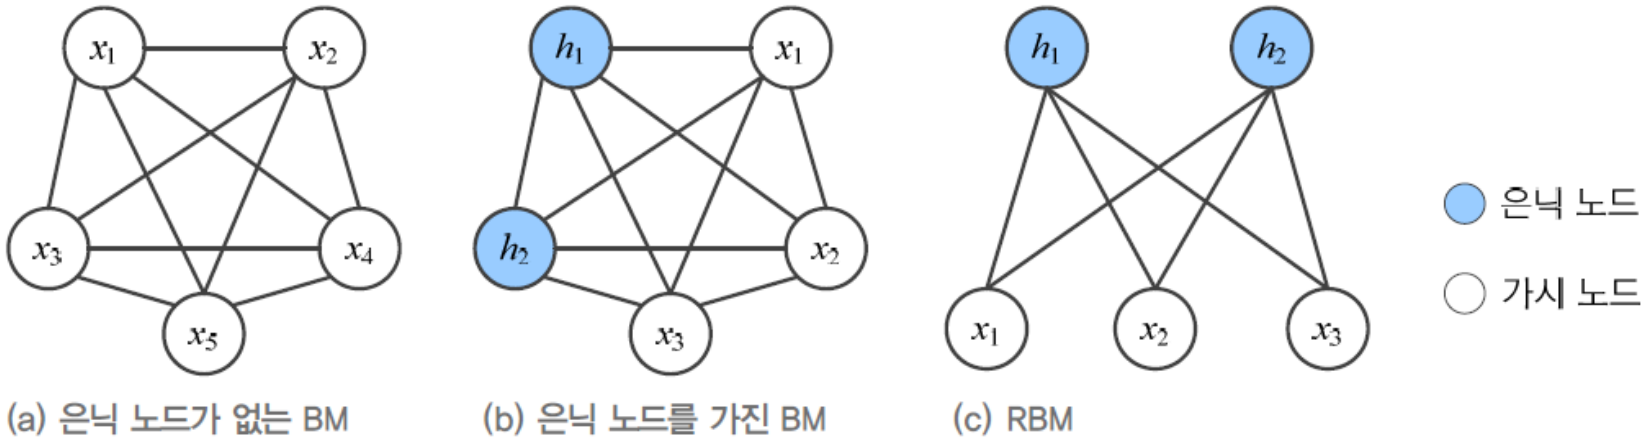 x₁ x₂
x₃ x₄
x₅
(a) 은닉 노드가 없는 BM
h₁ x₁
h₂ x₂
x₃
(b) 은닉 노드를 가진 BM
h₁ h₂
x₁ x₂ x₃
(c) RBM
은닉 노드
가시 노드